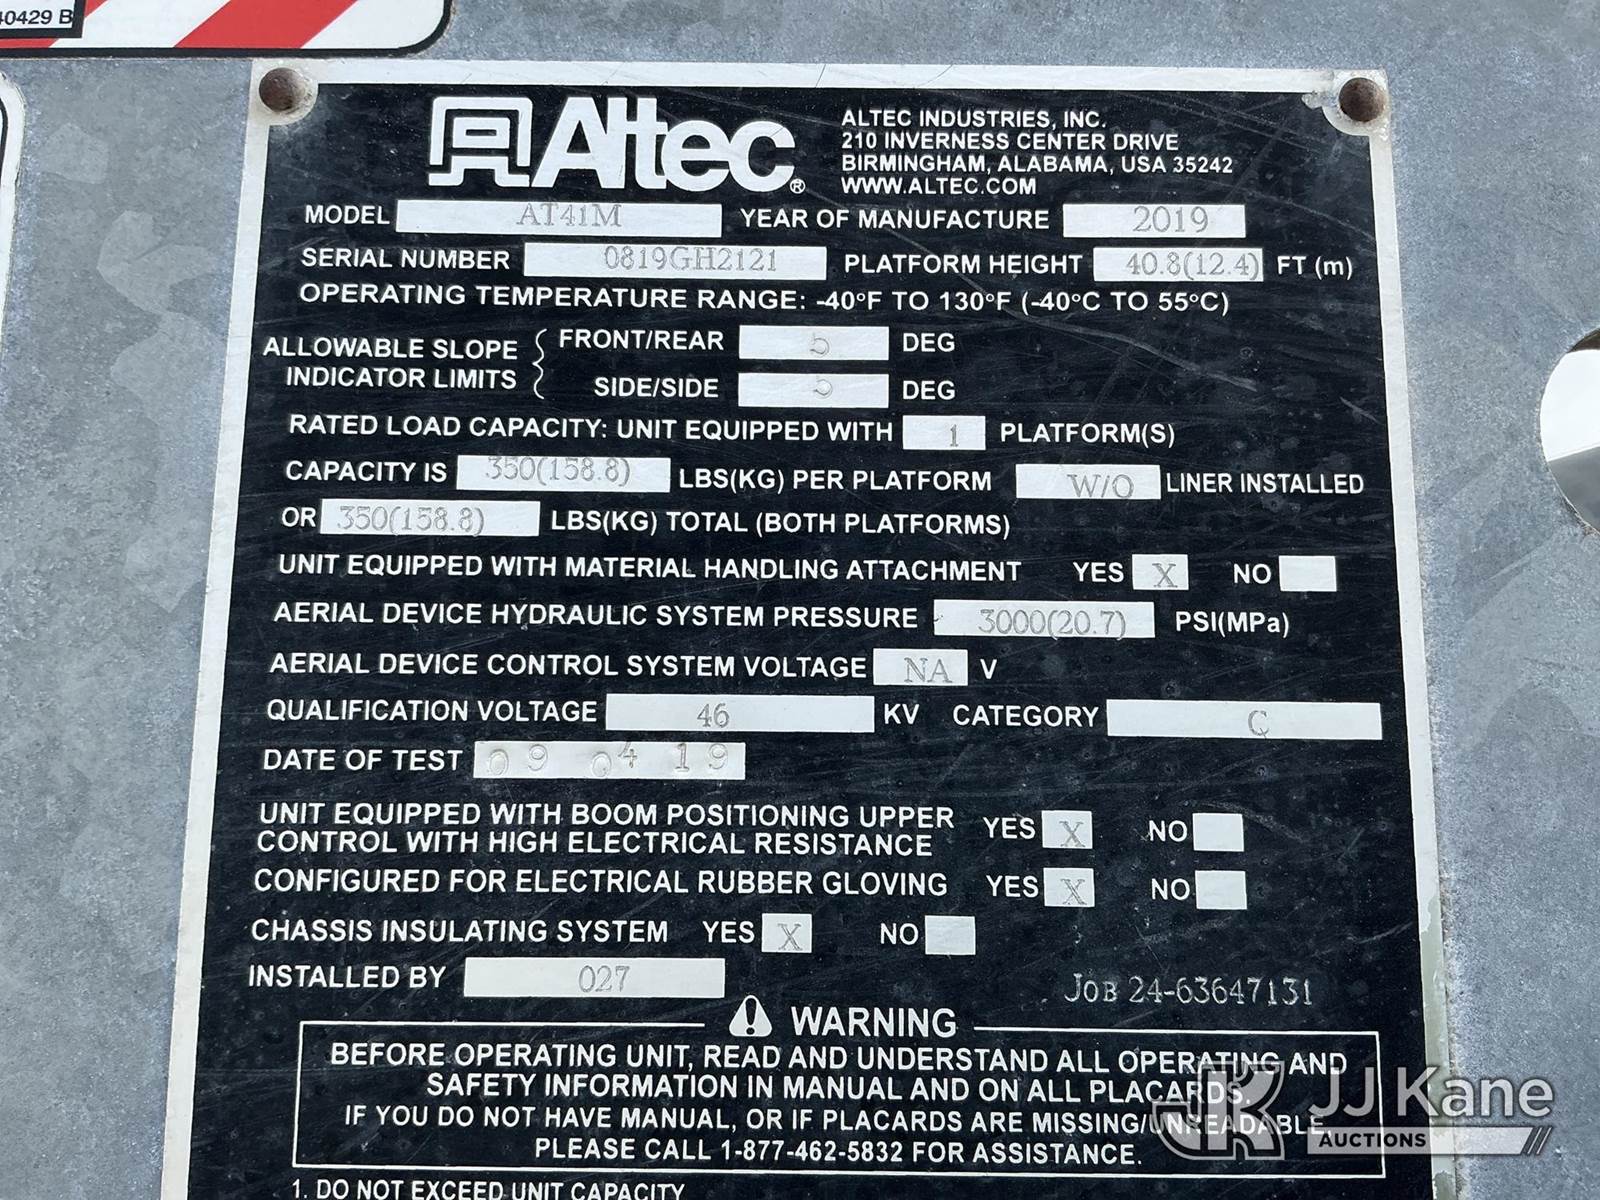 40429 B
Altec®
ALTEC INDUSTRIES, INC.
210 INVERNESS CENTER DRIVE
BIRMINGHAM, ALABAMA, USA 35242
WWW.ALTEC.COM
MODEL AT41M YEAR OF MANUFACTURE 2019
SERIAL NUMBER 0819GH2121 PLATFORM HEIGHT 40.8(12.4) FT (m)
OPERATING TEMPERATURE RANGE: -40°F TO 130°F (-40°C TO 55°C)
ALLOWABLE SLOPE INDICATOR LIMITS
FRONT/REAR 5 DEG
SIDE/SIDE 5 DEG
RATED LOAD CAPACITY: UNIT EQUIPPED WITH 1 PLATFORM(S)
CAPACITY IS 350(158.8) LBS(KG) PER PLATFORM W/O LINER INSTALLED
OR 350(158.8) LBS(KG) TOTAL (BOTH PLATFORMS)
UNIT EQUIPPED WITH MATERIAL HANDLING ATTACHMENT YES X NO
AERIAL DEVICE HYDRAULIC SYSTEM PRESSURE 3000(20.7) PSI(MPa)
AERIAL DEVICE CONTROL SYSTEM VOLTAGE NA V
QUALIFICATION VOLTAGE 46 KV CATEGORY C
DATE OF TEST 09 04 19
UNIT EQUIPPED WITH BOOM POSITIONING UPPER
CONTROL WITH HIGH ELECTRICAL RESISTANCE YES X NO
CONFIGURED FOR ELECTRICAL RUBBER GLOVING YES X NO
CHASSIS INSULATING SYSTEM YES X NO
INSTALLED BY 027
JOB 24-63647131
WARNING
BEFORE OPERATING UNIT, READ AND UNDERSTAND ALL OPERATING AND
SAFETY INFORMATION IN MANUAL AND ON ALL PLACARDS.
IF YOU DO NOT HAVE MANUAL, OR IF PLACARDS ARE MISSING/UNREADABLE,
PLEASE CALL 1-877-462-5832 FOR ASSISTANCE.
1. DO NOT EXCEED UNIT CAPACITY
JK JJ Kane
AUCTIONS